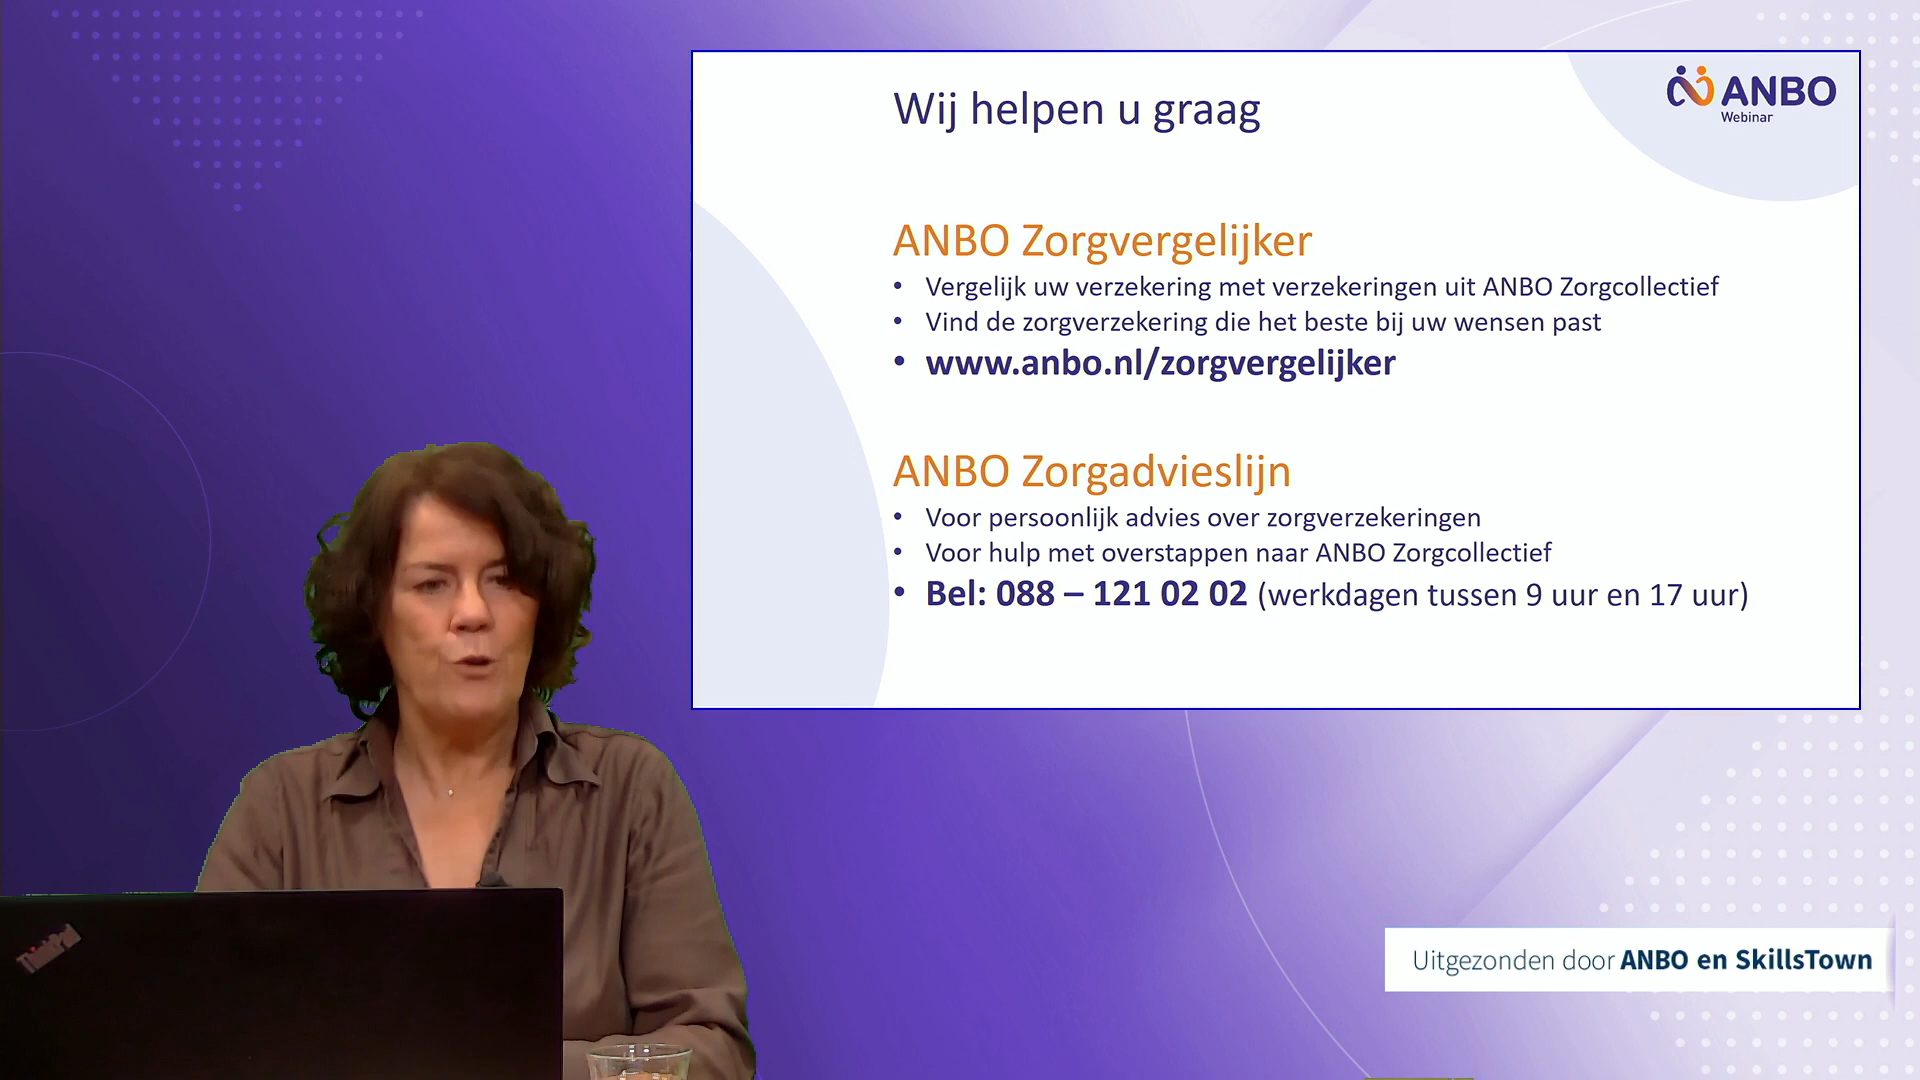 ANBO
Webinar
Wij helpen u graag
ANBO Zorgvergelijker
• Vergelijk uw verzekering met verzekeringen uit ANBO Zorgcollectief
• Vind de zorgverzekering die het beste bij uw wensen past
• www.anbo.nl/zorgvergelijker
ANBO Zorgadvieslijn
• Voor persoonlijk advies over zorgverzekeringen
• Voor hulp met overstappen naar ANBO Zorgcollectief
• Bel: 088 – 121 02 02 (werkdagen tussen 9 uur en 17 uur)
Uitgezonden door ANBO en SkillsTown